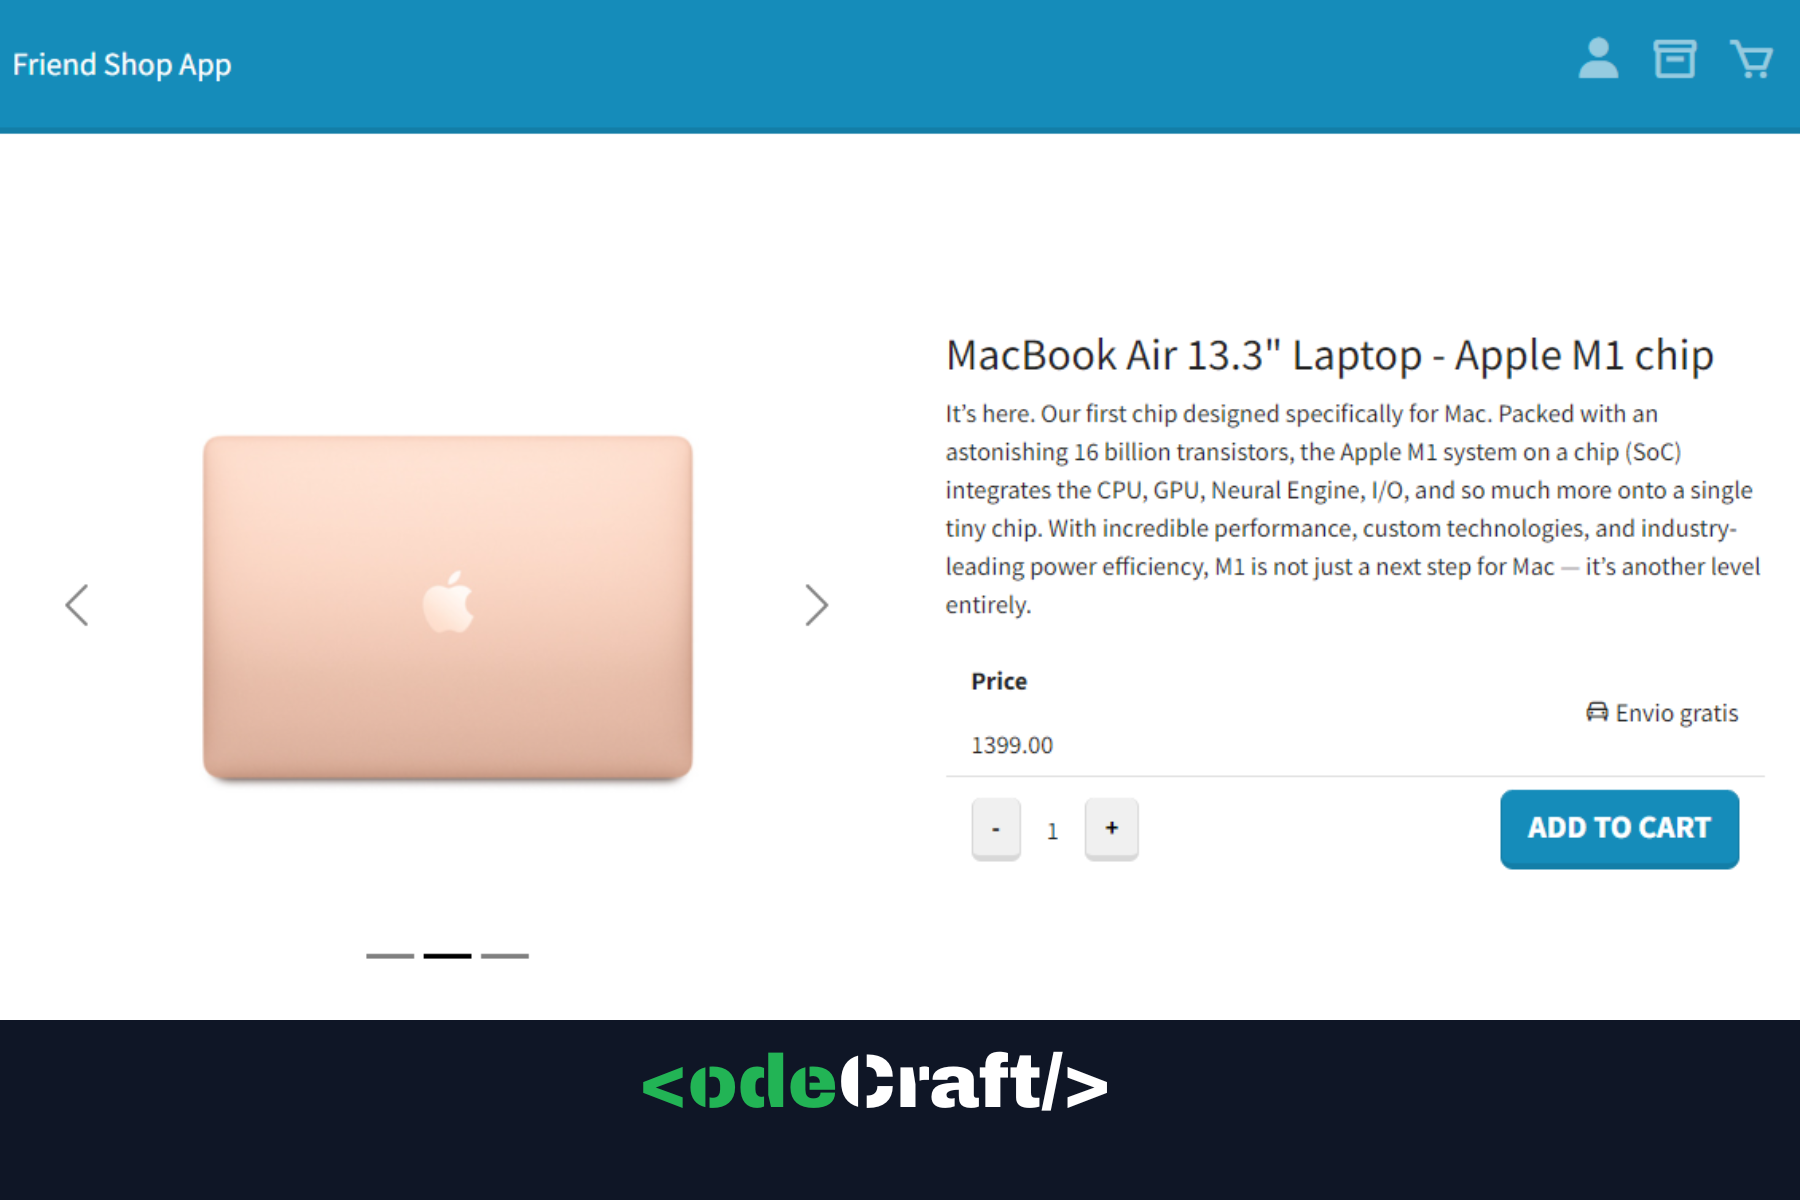 Friend Shop App
MacBook Air 13.3" Laptop - Apple M1 chip
It’s here. Our first chip designed specifically for Mac. Packed with an
astonishing 16 billion transistors, the Apple M1 system on a chip (SoC)
integrates the CPU, GPU, Neural Engine, I/O, and so much more onto a single
tiny chip. With incredible performance, custom technologies, and industry-
leading power efficiency, M1 is not just a next step for Mac — it’s another level
entirely.
Price
Envio gratis
1399.00
- 1 +
ADD TO CART
<odeCraft/>